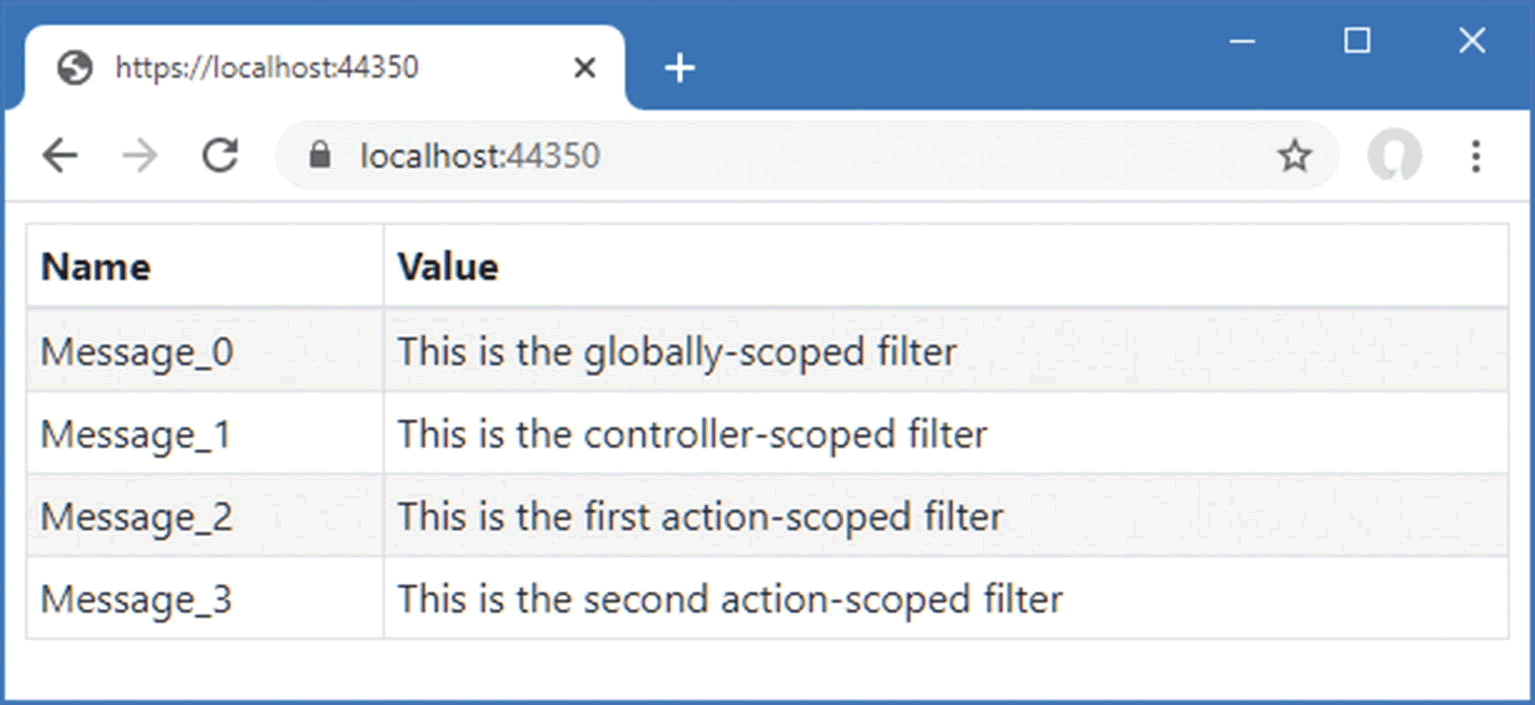 https://localhost:44350
localhost:44350
Name Value
Message_0 This is the globally-scoped filter
Message_1 This is the controller-scoped filter
Message_2 This is the first action-scoped filter
Message_3 This is the second action-scoped filter